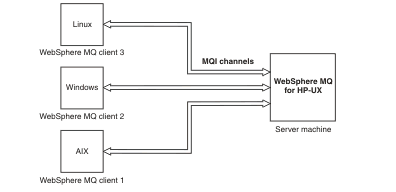 Linux
WebSphere MQ client 3
MQI channels
Windows
WebSphere MQ client 2
WebSphere MQ
for HP-UX
Server machine
AIX
WebSphere MQ client 1